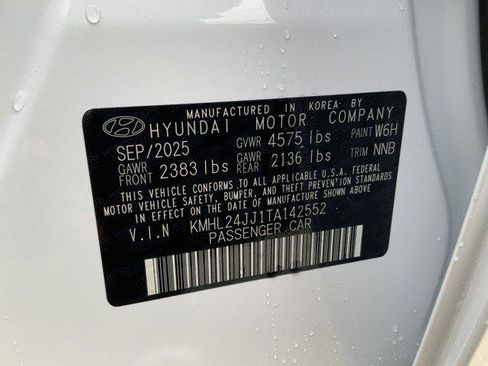 MANUFACTURED IN KOREA BY
HYUNDAI MOTOR COMPANY
SEP/2025 GVWR 4575 lbs PAINT W6H
GAWR FRONT 2383 lbs GAWR REAR 2136 lbs TRIM NNB
THIS VEHICLE CONFORMS TO ALL APPLICABLE U.S.A. FEDERAL
MOTOR VEHICLE SAFETY, BUMPER, AND THEFT PREVENTION STANDARDS
IN EFFECT ON THE DATE OF MANUFACTURE SHOWN ABOVE.
V.I.N KMHL24JJ1TA142552
PASSENGER CAR